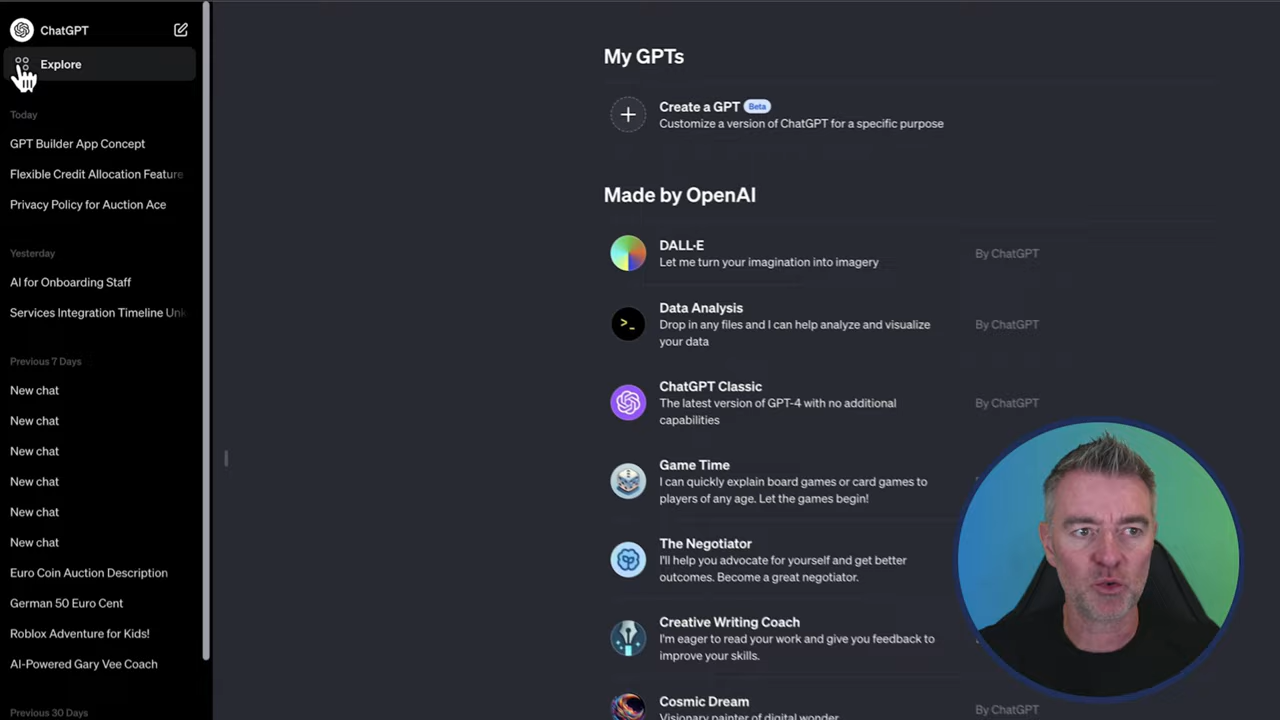 ChatGPT
Explore
Today
GPT Builder App Concept
Flexible Credit Allocation Feature
Privacy Policy for Auction Ace
Yesterday
AI for Onboarding Staff
Services Integration Timeline
Previous 7 Days
New chat
New chat
New chat
New chat
New chat
New chat
Euro Coin Auction Description
German 50 Euro Cent
Roblox Adventure for Kids!
AI-Powered Gary Vee Coach
Previous 30 Days
My GPTs
Create a GPT Beta
Customize a version of ChatGPT for a specific purpose
Made by OpenAI
DALL·E
Let me turn your imagination into imagery
By ChatGPT
Data Analysis
Drop in any files and I can help analyze and visualize
your data
By ChatGPT
ChatGPT Classic
The latest version of GPT-4 with no additional
capabilities
By ChatGPT
Game Time
I can quickly explain board games or card games to
players of any age. Let the games begin!
The Negotiator
I'll help you advocate for yourself and get better
outcomes. Become a great negotiator.
Creative Writing Coach
I'm eager to read your work and give you feedback to
improve your skills.
Cosmic Dream
Visionary painter of digital wonder
By ChatGPT